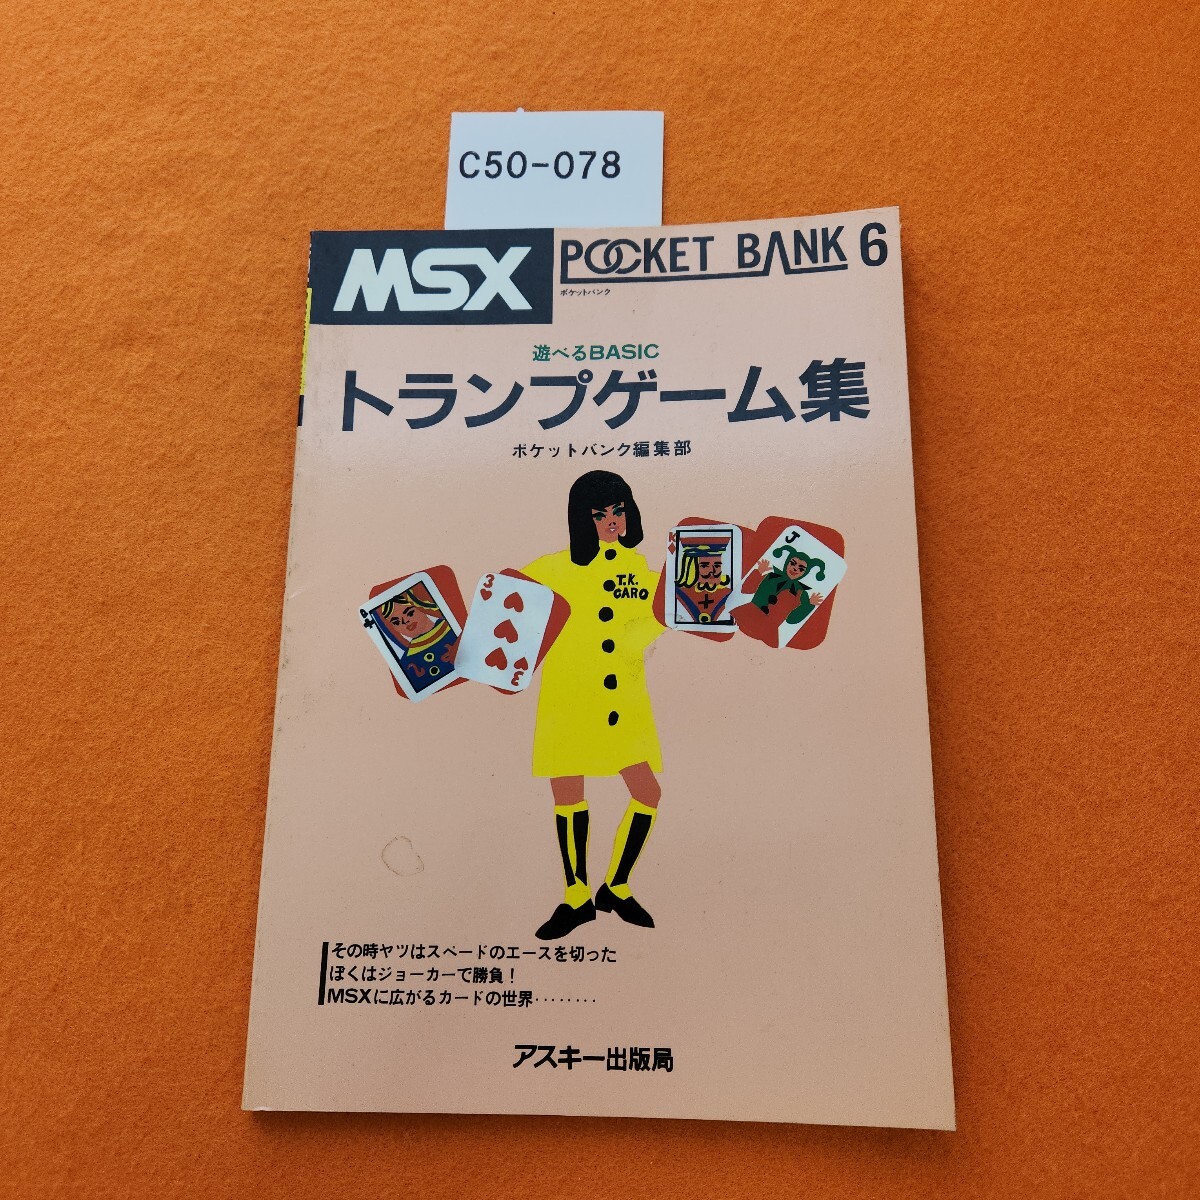 C50-078
MSX
POCKET BANK 6
ポケットバンク
遊べるBASIC
トランプゲーム集
ポケットバンク編集部
T.K.
CARO
3
3
K
J
その時ヤツはスペードのエースを切った
ぼくはジョーカーで勝負！
MSXに広がるカードの世界‥‥‥‥
アスキー出版局